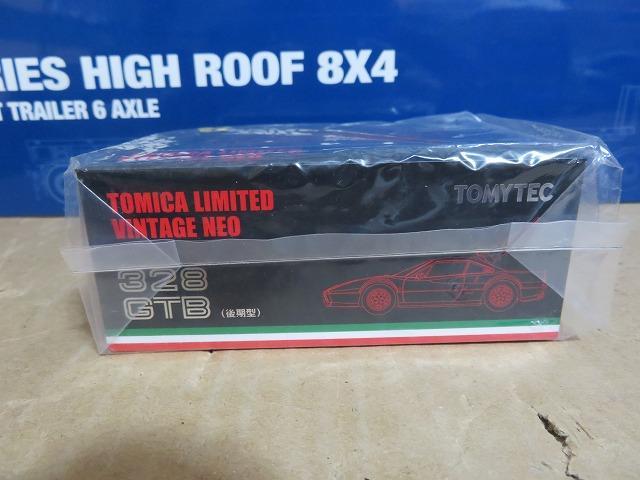 RIES HIGH ROOF 8X4
T TRAILER 6 AXLE
TOMICA LIMITED
VINTAGE NEO
TOMYTEC
328
GTB (後期型)